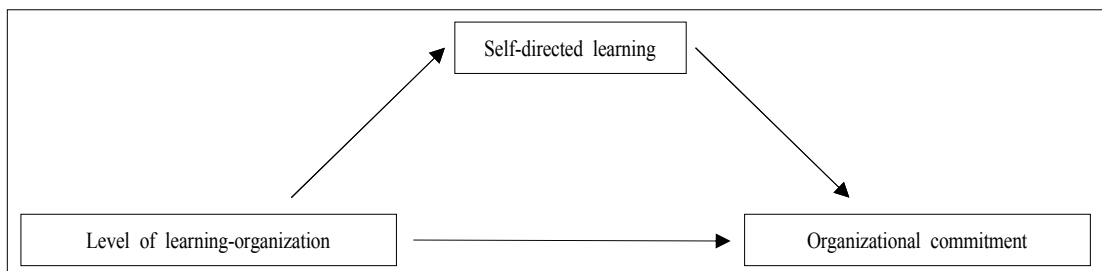 Self-directed learning
Level of learning-organization
Organizational commitment